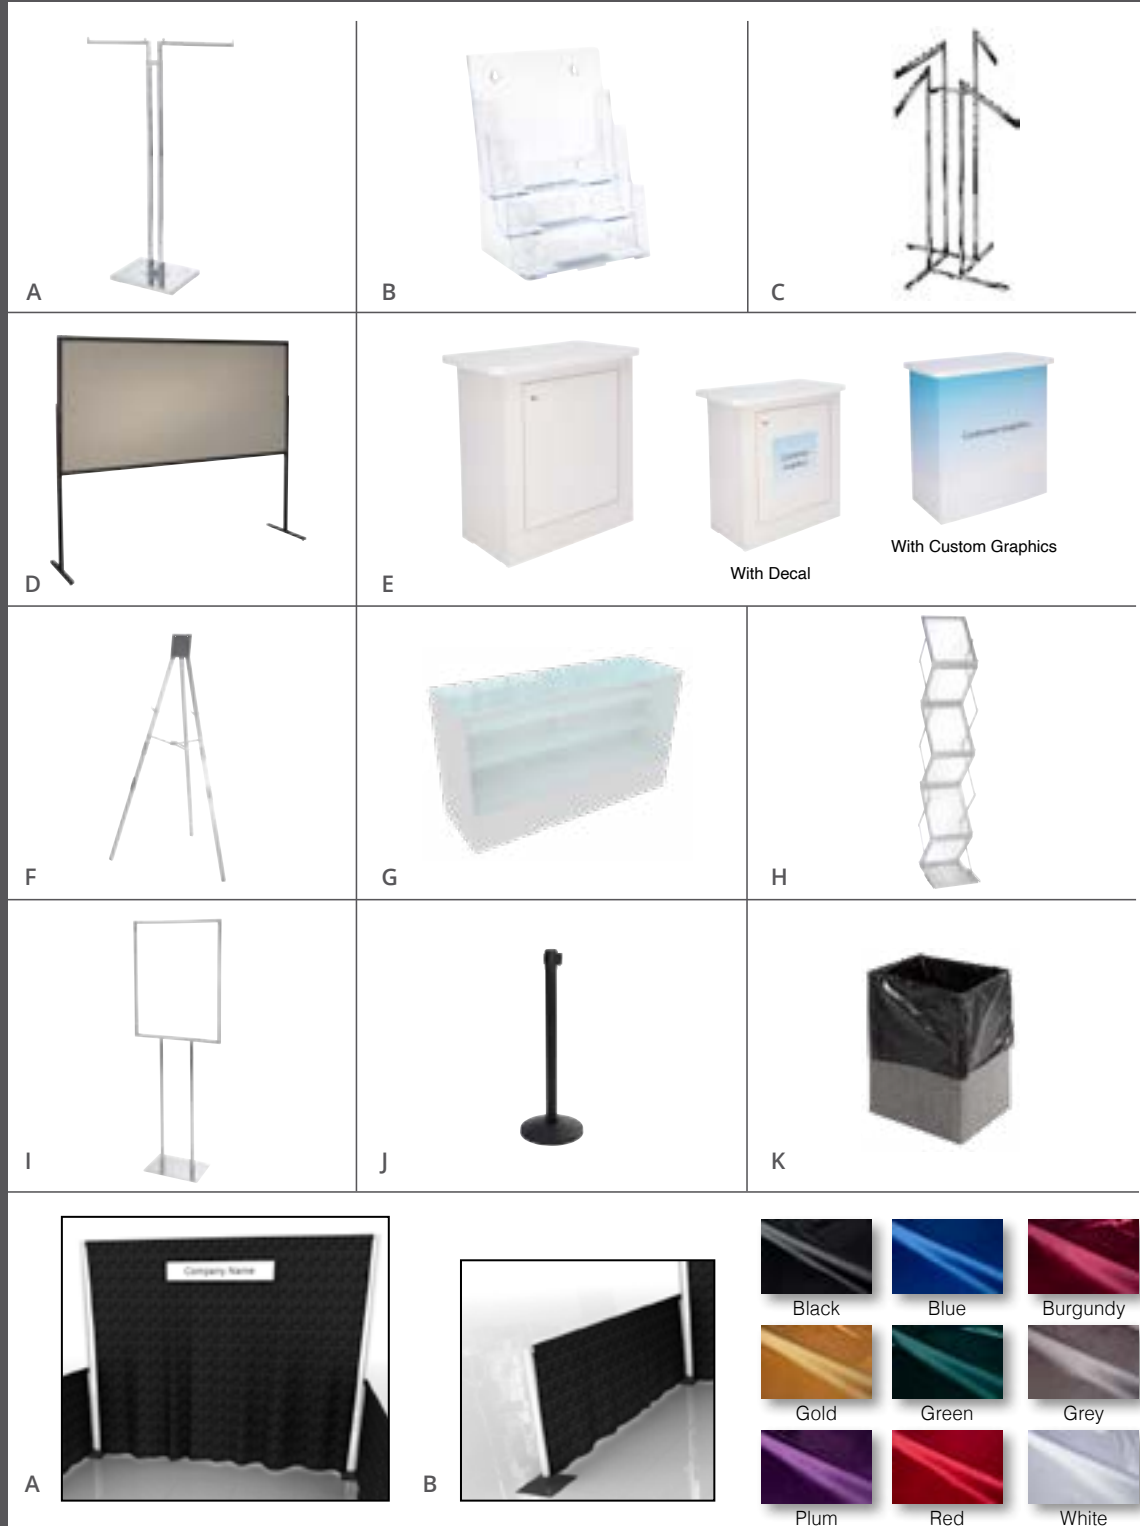 A
B
C
D
E
With Decal
With Custom Graphics
F
G
H
I
J
K
Company Name
A
B
Black
Blue
Burgundy
Gold
Green
Grey
Plum
Red
White